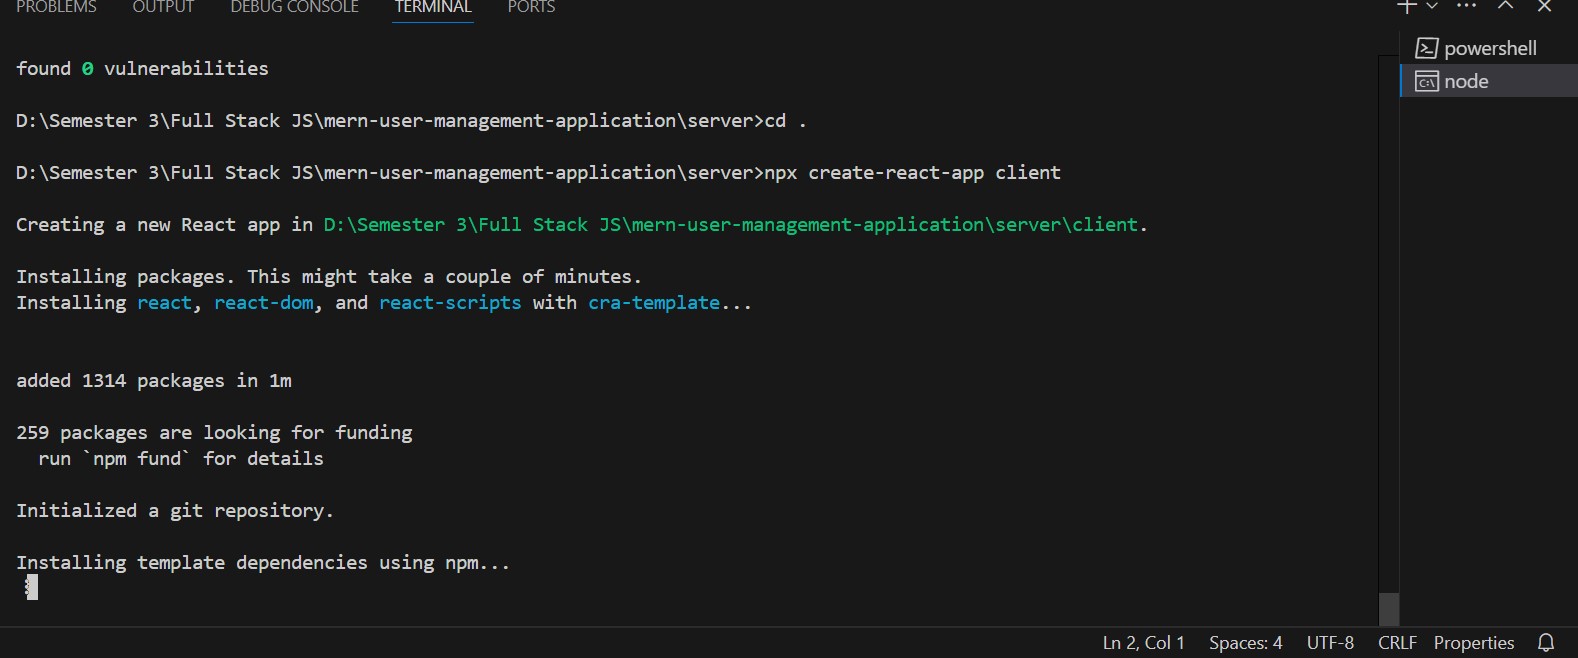 PROBLEMS OUTPUT DEBUG CONSOLE TERMINAL PORTS
powershell
node
found 0 vulnerabilities
D:\Semester 3\Full Stack JS\mern-user-management-application\server>cd .
D:\Semester 3\Full Stack JS\mern-user-management-application\server>npx create-react-app client
Creating a new React app in D:\Semester 3\Full Stack JS\mern-user-management-application\server\client.
Installing packages. This might take a couple of minutes.
Installing react, react-dom, and react-scripts with cra-template...
added 1314 packages in 1m
259 packages are looking for funding
run `npm fund` for details
Initialized a git repository.
Installing template dependencies using npm...
Ln 2, Col 1 Spaces: 4 UTF-8 CRLF Properties